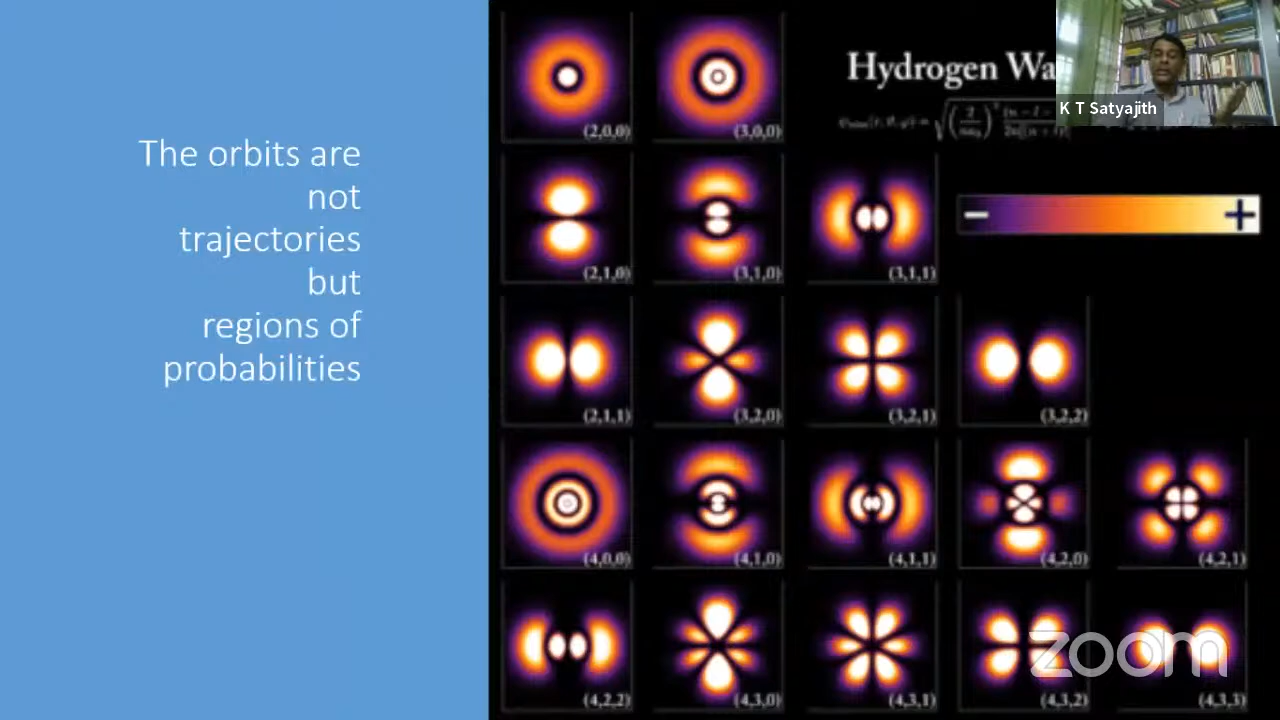 The orbits are
not
trajectories
but
regions of
probabilities
Hydrogen Wa
K T Satyajith
(2,0,0)
(3,0,0)
− +
(2,1,0)
(3,1,0)
(3,1,1)
(2,1,1)
(3,2,0)
(3,2,1)
(3,2,2)
(4,0,0)
(4,1,0)
(4,1,1)
(4,2,0)
(4,2,1)
(4,2,2)
(4,3,0)
(4,3,1)
(4,3,2)
(4,3,3)
zoom